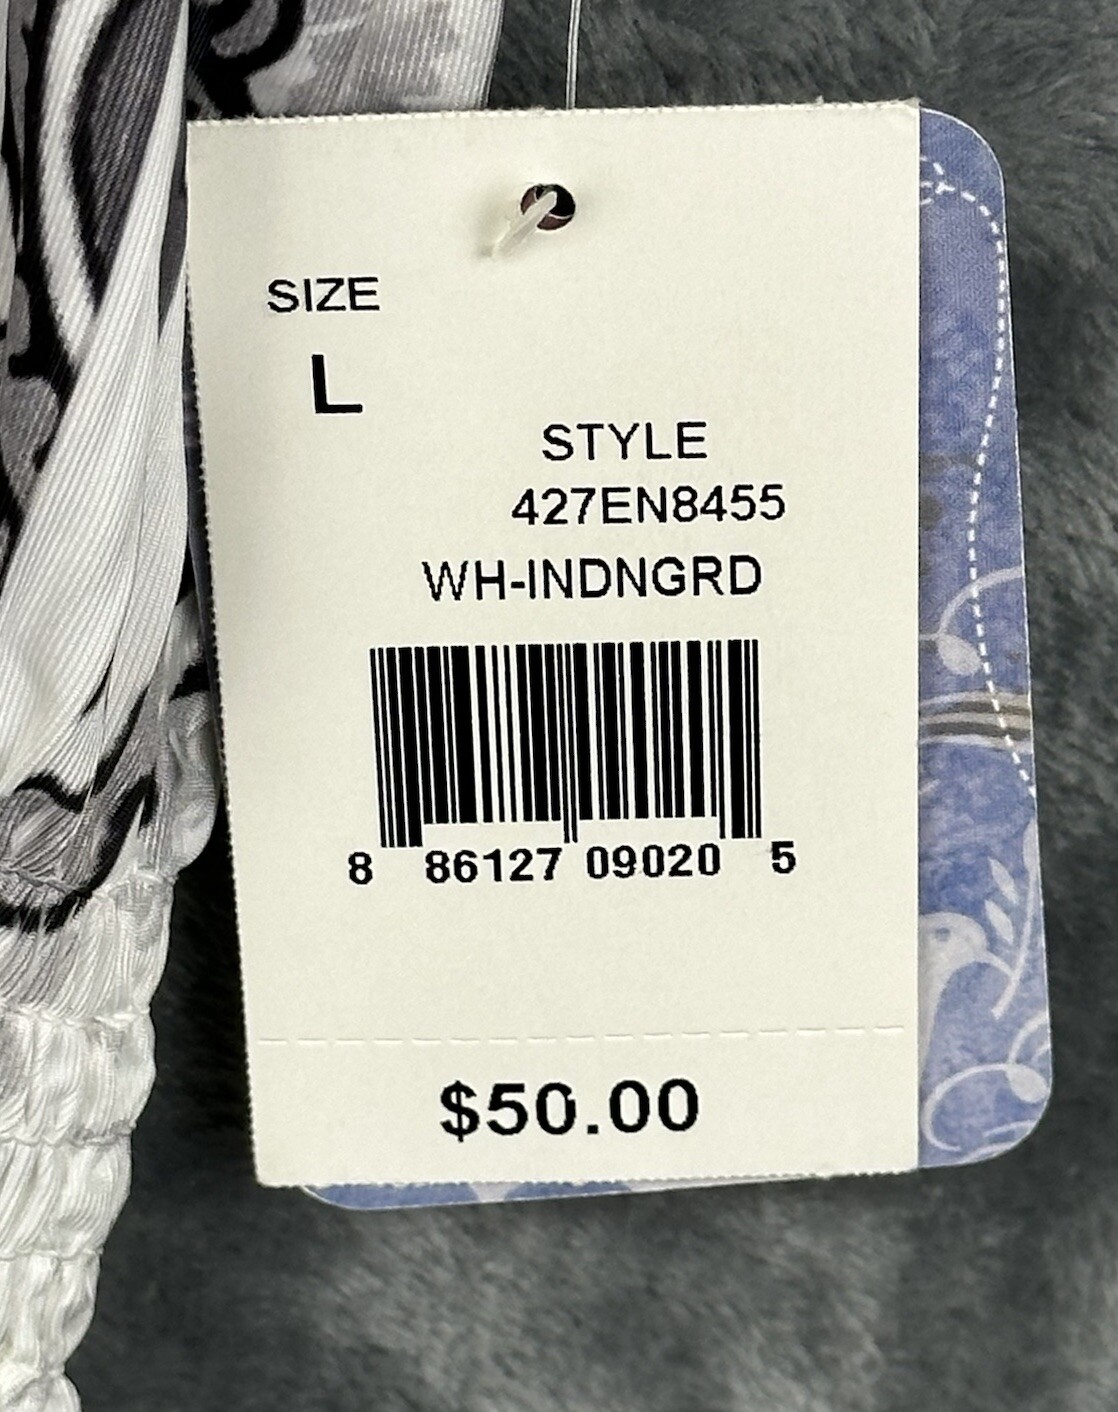 SIZE
L
STYLE
427EN8455
WH-INDNGRD
8 86127 09020 5
$50.00